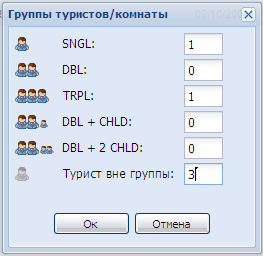 Группы туристов/комнаты
SNGL: 1
DBL: 0
TRPL: 1
DBL + CHLD: 0
DBL + 2 CHLD: 0
Турист вне группы: 3
Ок Отмена